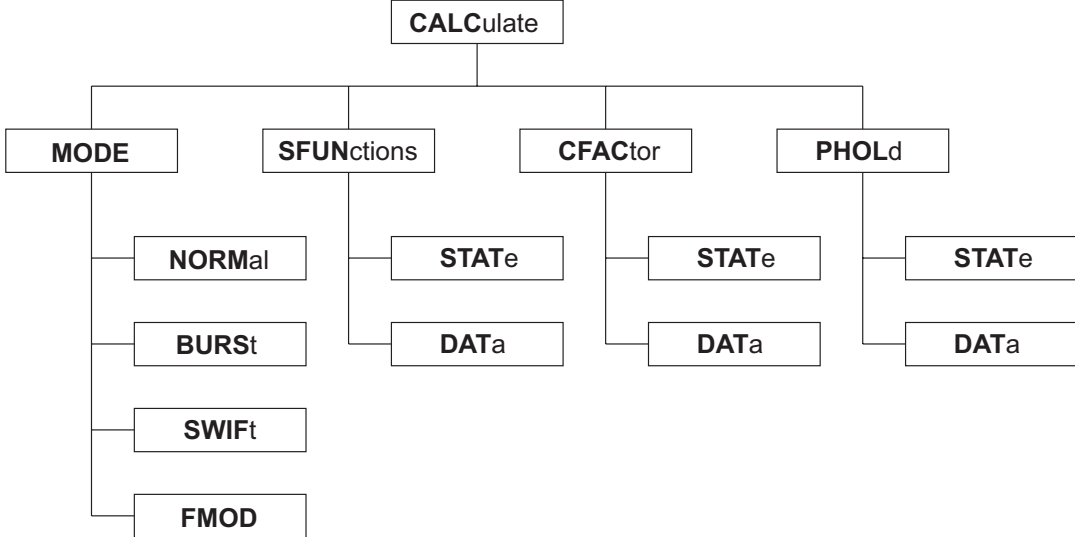 CALCulate
MODE SFUNctions CFACtor PHOLd
NORMal STATe STATe STATe
BURSt DATa DATa DATa
SWIFt
FMOD